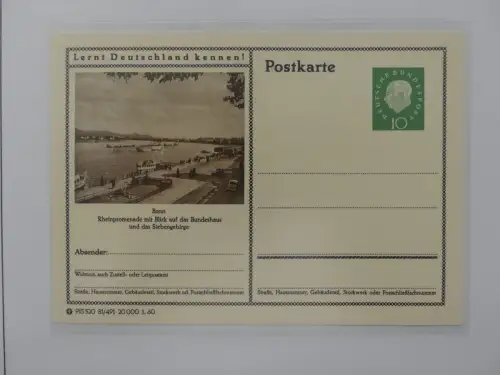 Lernt Deutschland kennen!
Bonn
Rheinpromenade mit Blick auf das Bundeshaus
und das Siebengebirge
Absender:
Wohnort, auch Zustell- oder Leitpostamt
Straße, Hausnummer, Gebäudeteil, Stockwerk od. Postschließfachnummer
Postkarte
DEUTSCHE BUNDESPOST
10
Straße, Hausnummer, Gebäudeteil, Stockwerk oder Postschließfachnummer